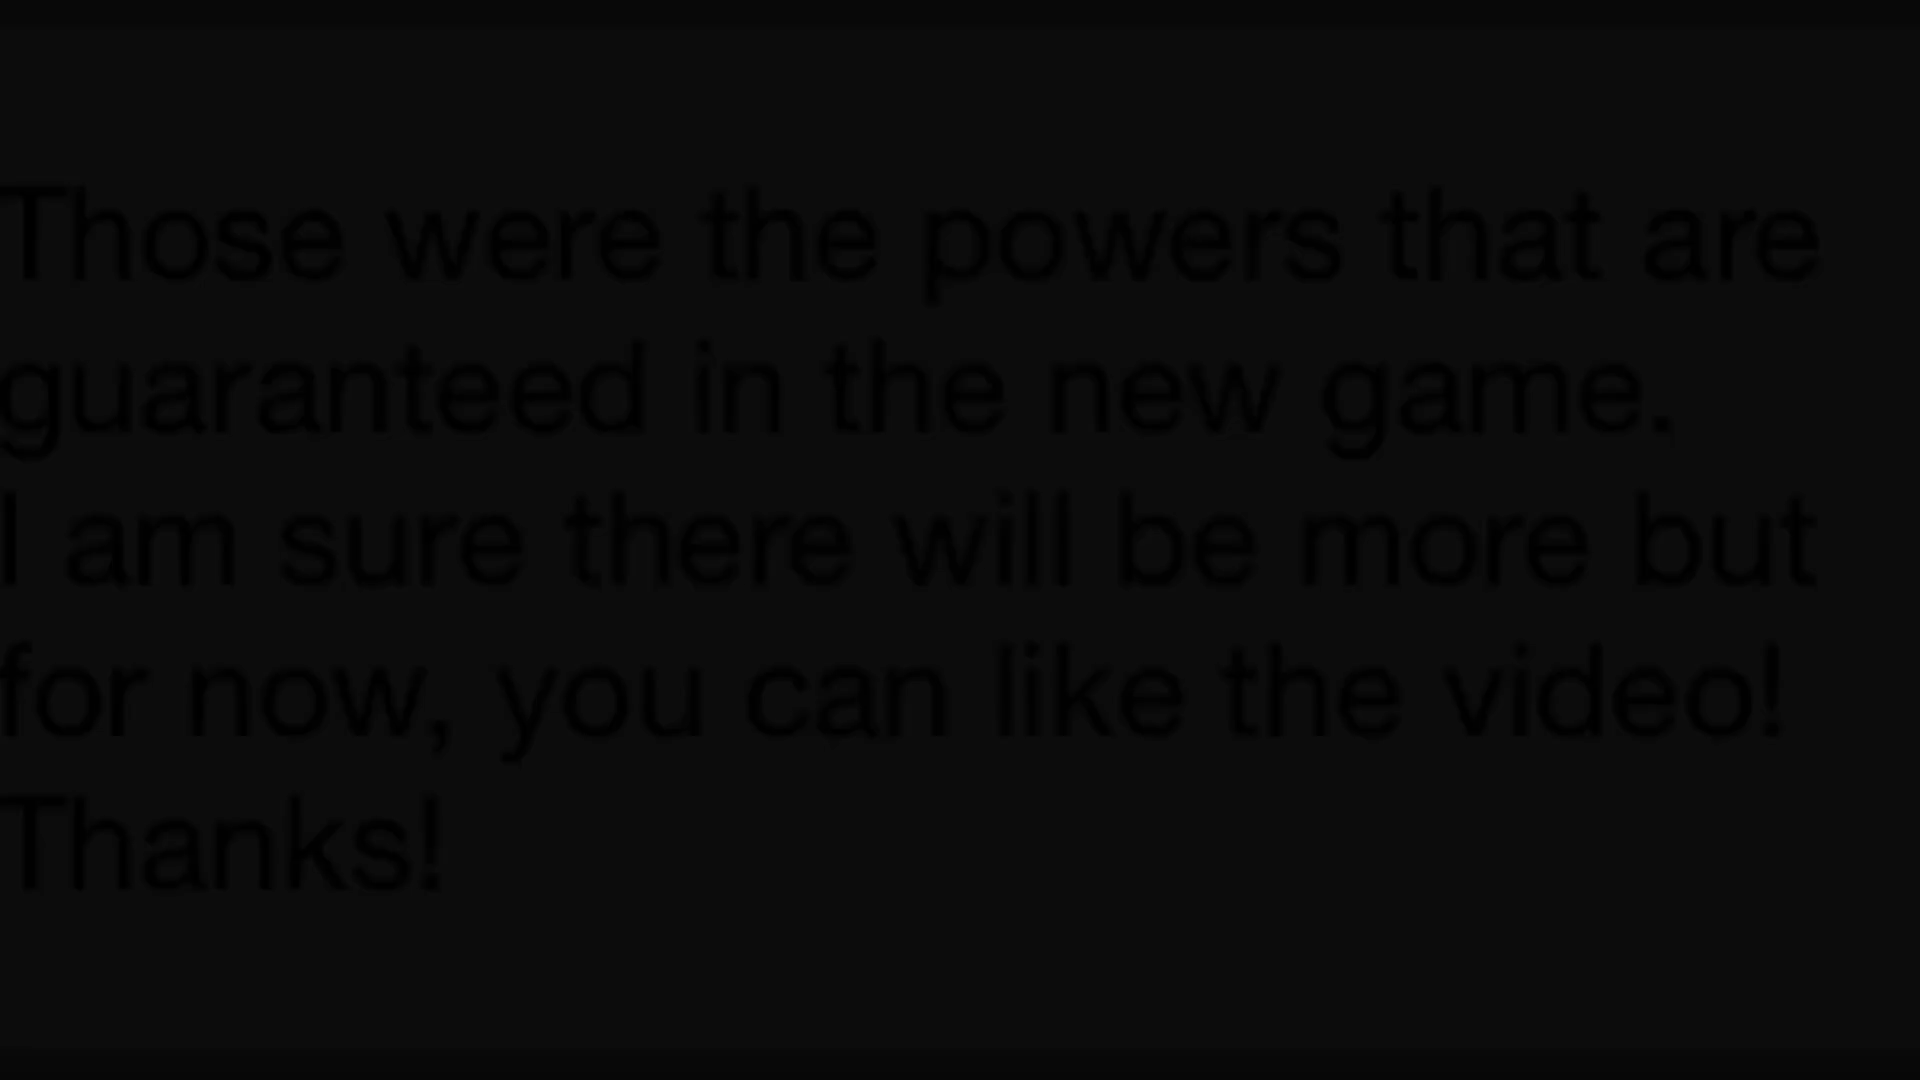 Those were the powers that are
guaranteed in the new game.
I am sure there will be more but
for now, you can like the video!
Thanks!